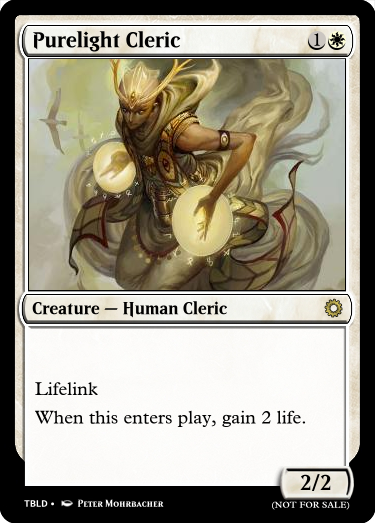 Purelight Cleric 1
Creature — Human Cleric
Lifelink
When this enters play, gain 2 life.
2/2
TBLD • Peter Mohrbacher (NOT FOR SALE)